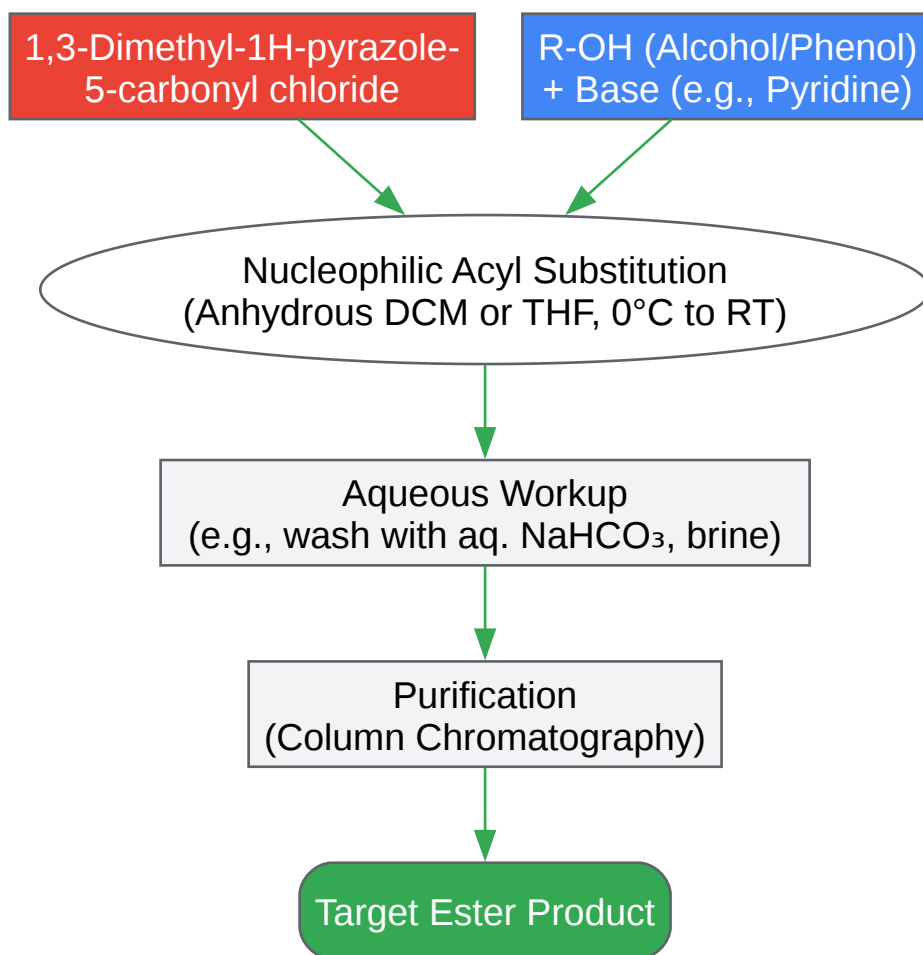 1,3-Dimethyl-1H-pyrazole-
5-carbonyl chloride
R-OH (Alcohol/Phenol)
+ Base (e.g., Pyridine)
Nucleophilic Acyl Substitution
(Anhydrous DCM or THF, 0°C to RT)
Aqueous Workup
(e.g., wash with aq. NaHCO₃, brine)
Purification
(Column Chromatography)
Target Ester Product